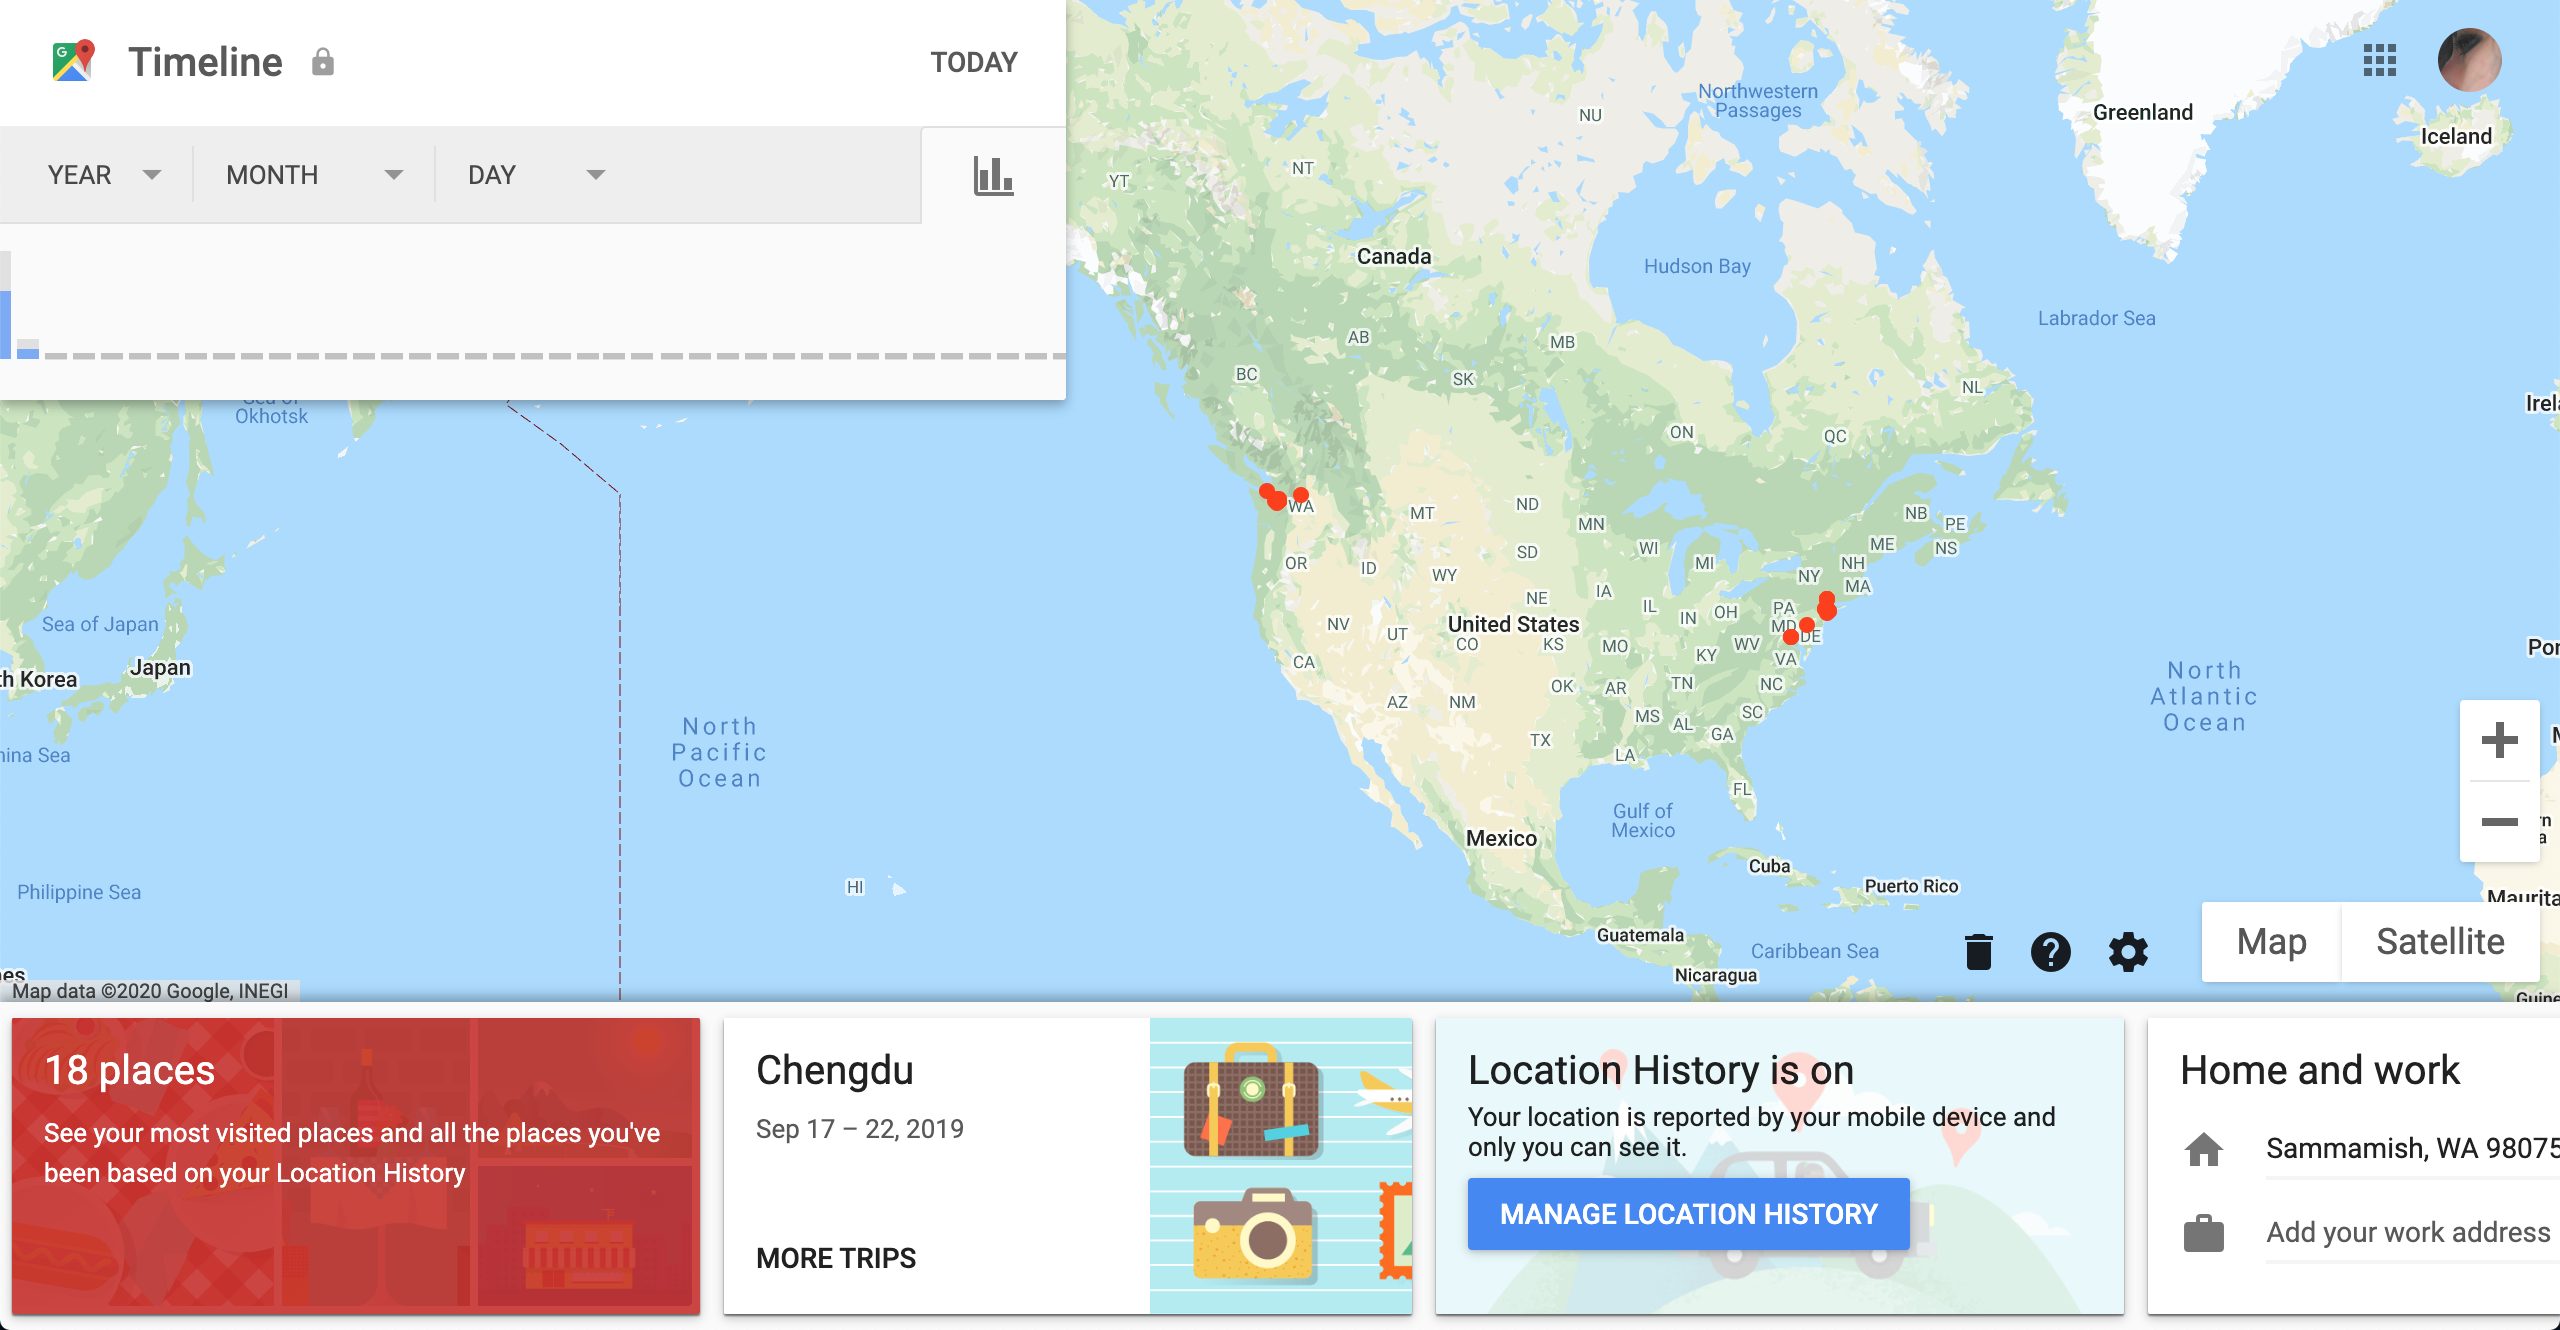 Timeline
TODAY
YEAR
MONTH
DAY
Northwestern
Passages
Greenland
Iceland
NU
NT
YT
Canada
Hudson Bay
Labrador Sea
AB
MB
BC
SK
NL
Okhotsk
ON
QC
WA
MT
ND
MN
NB
PE
ME
NS
OR
ID
WY
SD
WI
MI
NH
NY
MA
NE
IA
IL
IN
OH
PA
MD
DE
NV
UT
United States
CO
KS
MO
WV
KY
VA
CA
Sea of Japan
Japan
th Korea
AZ
NM
OK
AR
TN
NC
MS
AL
SC
GA
TX
LA
FL
North
Pacific
Ocean
North
Atlantic
Ocean
Gulf of
Mexico
Mexico
Cuba
Puerto Rico
HI
Philippine Sea
Guatemala
Caribbean Sea
Nicaragua
Map
Satellite
Map data ©2020 Google, INEGI
18 places
See your most visited places and all the places you've
been based on your Location History
Chengdu
Sep 17 – 22, 2019
MORE TRIPS
Location History is on
Your location is reported by your mobile device and
only you can see it.
MANAGE LOCATION HISTORY
Home and work
Sammamish, WA 98075
Add your work address